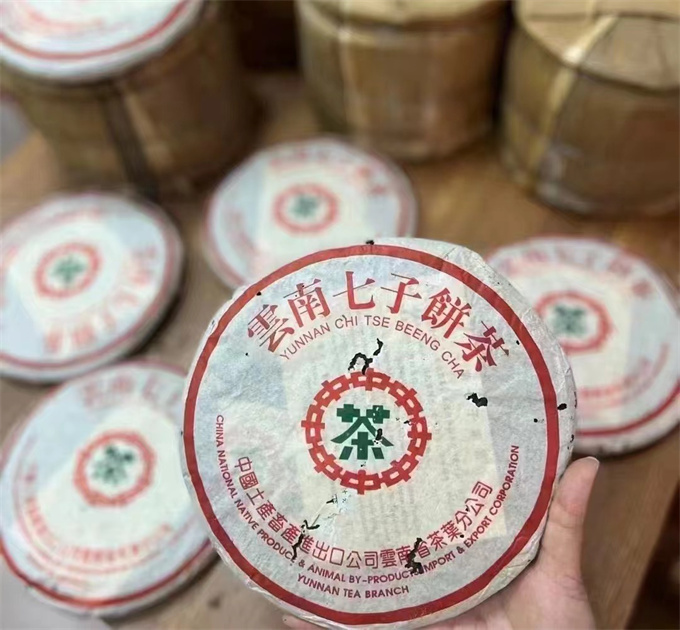 雲南七子餅茶
YUNNAN CHI TSE BEENG CHA
茶
中國土產畜產進出口公司雲南省茶葉分公司
CHINA NATIONAL NATIVE PRODUCE & ANIMAL BY-PRODUCTS IMPORT & EXPORT CORPORATION
YUNNAN TEA BRANCH